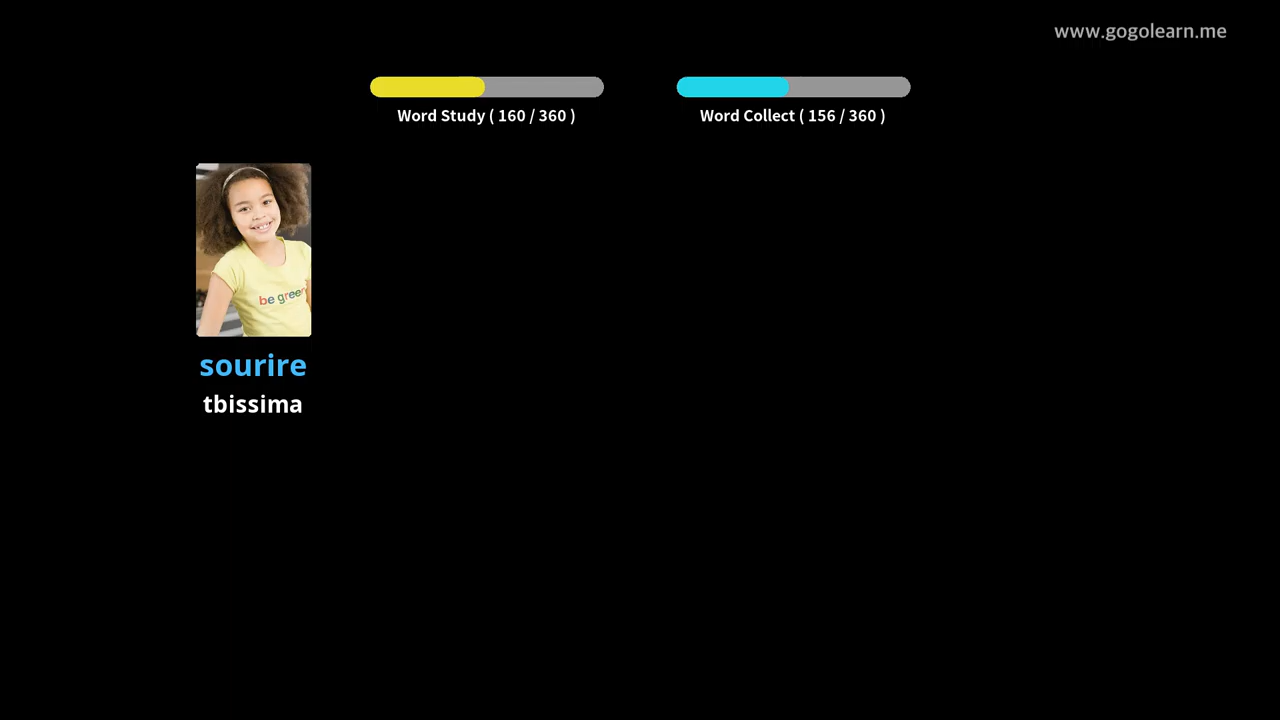 www.gogolearn.me
Word Study ( 160 / 360 )
Word Collect ( 156 / 360 )
be green
sourire
tbissima